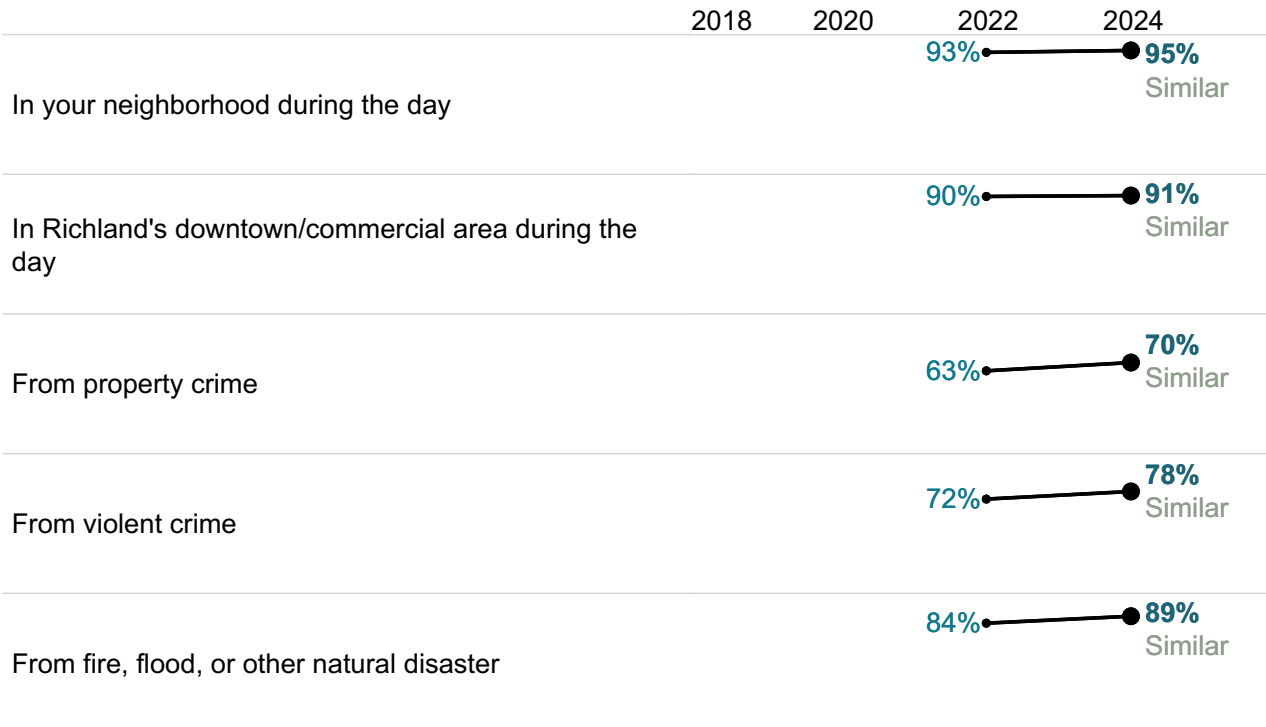 2018 2020 2022 2024
93% 95%
Similar
In your neighborhood during the day
90% 91%
Similar
In Richland's downtown/commercial area during the
day
70%
63%
Similar
From property crime
78%
72%
Similar
From violent crime
84% 89%
Similar
From fire, flood, or other natural disaster